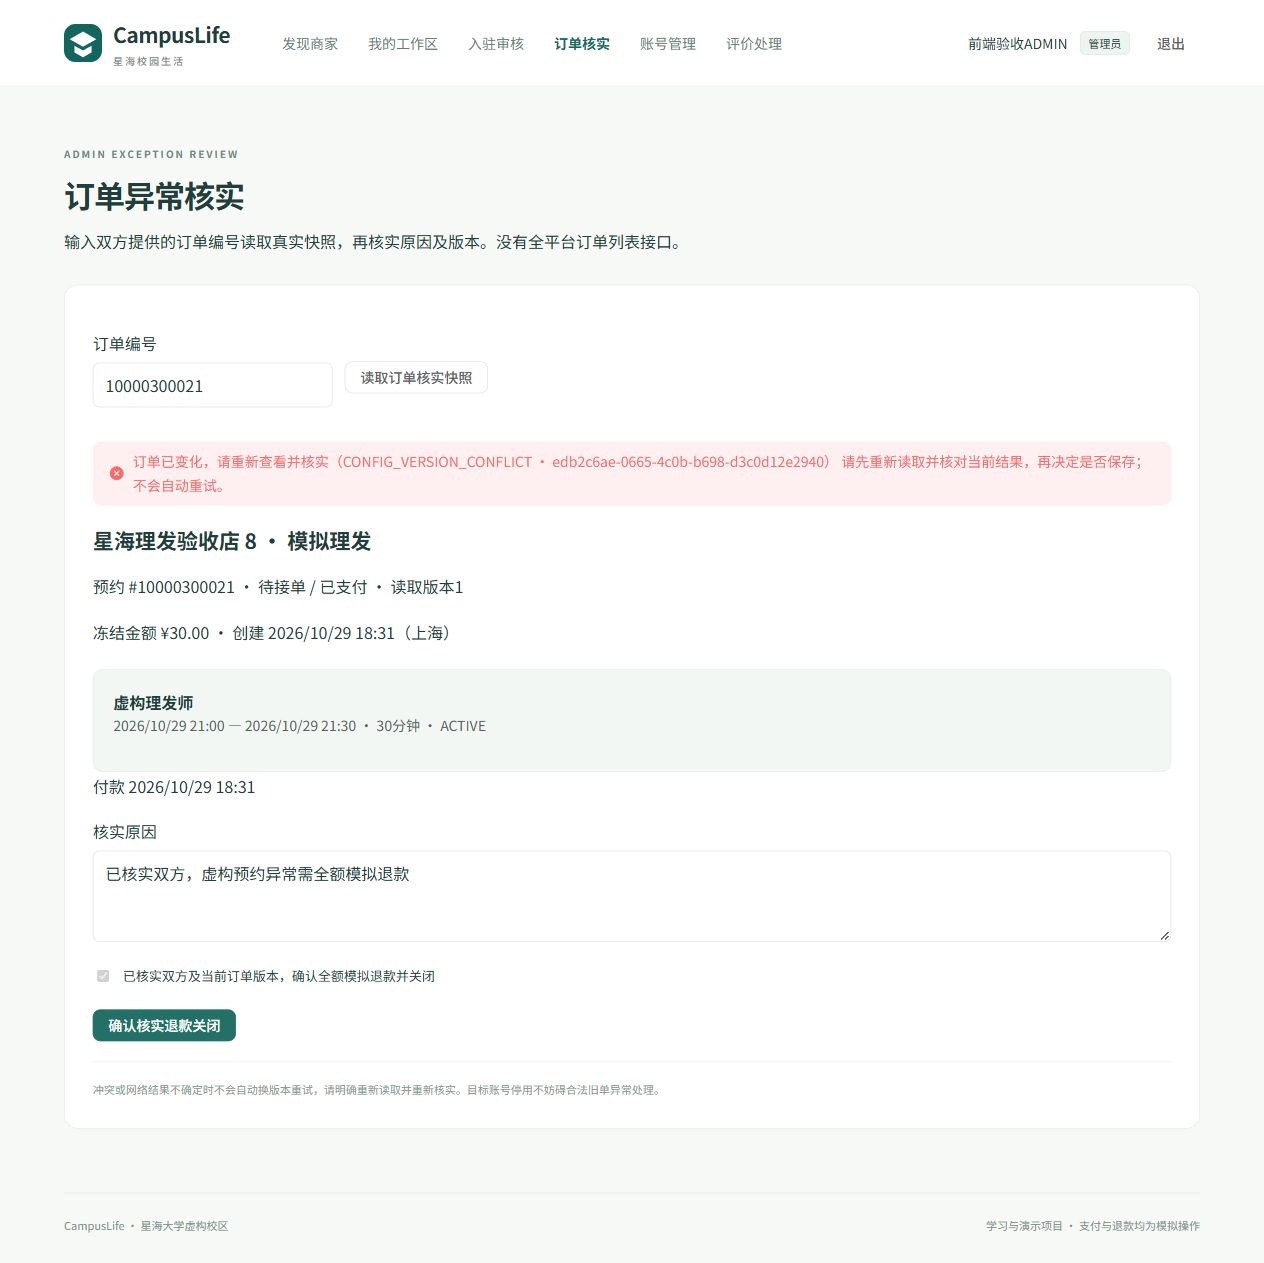 CampusLife
星海校园生活
发现商家
我的工作区
入驻审核
订单核实
账号管理
评价处理
前端验收ADMIN
管理员
退出
ADMIN EXCEPTION REVIEW
订单异常核实
输入双方提供的订单编号读取真实快照，再核实原因及版本。没有全平台订单列表接口。
订单编号
10000300021
读取订单核实快照
订单已变化，请重新查看并核实（CONFIG_VERSION_CONFLICT · edb2c6ae-0665-4c0b-b698-d3c0d12e2940） 请先重新读取并核对当前结果，再决定是否保存；
不会自动重试。
星海理发验收店 8 · 模拟理发
预约 #10000300021 · 待接单 / 已支付 · 读取版本1
冻结金额 ¥30.00 · 创建 2026/10/29 18:31（上海）
虚构理发师
2026/10/29 21:00 — 2026/10/29 21:30 · 30分钟 · ACTIVE
付款 2026/10/29 18:31
核实原因
已核实双方，虚构预约异常需全额模拟退款
已核实双方及当前订单版本，确认全额模拟退款并关闭
确认核实退款关闭
冲突或网络结果不确定时不会自动换版本重试，请明确重新读取并重新核实。目标账号停用不妨碍合法旧单异常处理。
CampusLife · 星海大学虚构校区
学习与演示项目 · 支付与退款均为模拟操作